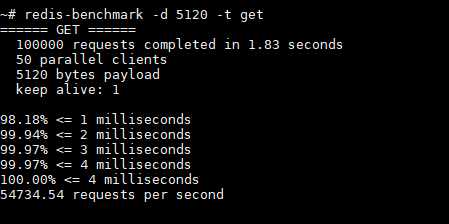 ~# redis-benchmark -d 5120 -t get
====== GET ======
  100000 requests completed in 1.83 seconds
  50 parallel clients
  5120 bytes payload
  keep alive: 1

98.18% <= 1 milliseconds
99.94% <= 2 milliseconds
99.97% <= 3 milliseconds
99.97% <= 4 milliseconds
100.00% <= 4 milliseconds
54734.54 requests per second